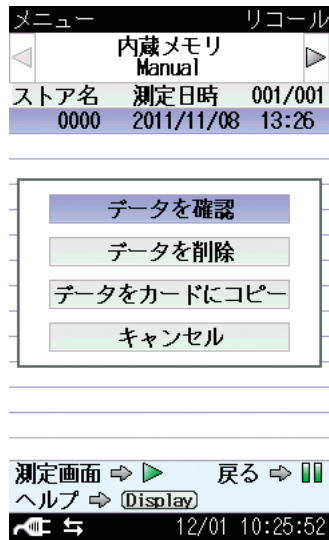 メニュー リコール
内蔵メモリ
Manual
ストア名 測定日時 001/001
0000 2011/11/08 13:26
データを確認
データを削除
データをカードにコピー
キャンセル
測定画面 ⇨ ▷ 戻る ⇨ ▯▯
ヘルプ ⇨ Display
12/01 10:25:52